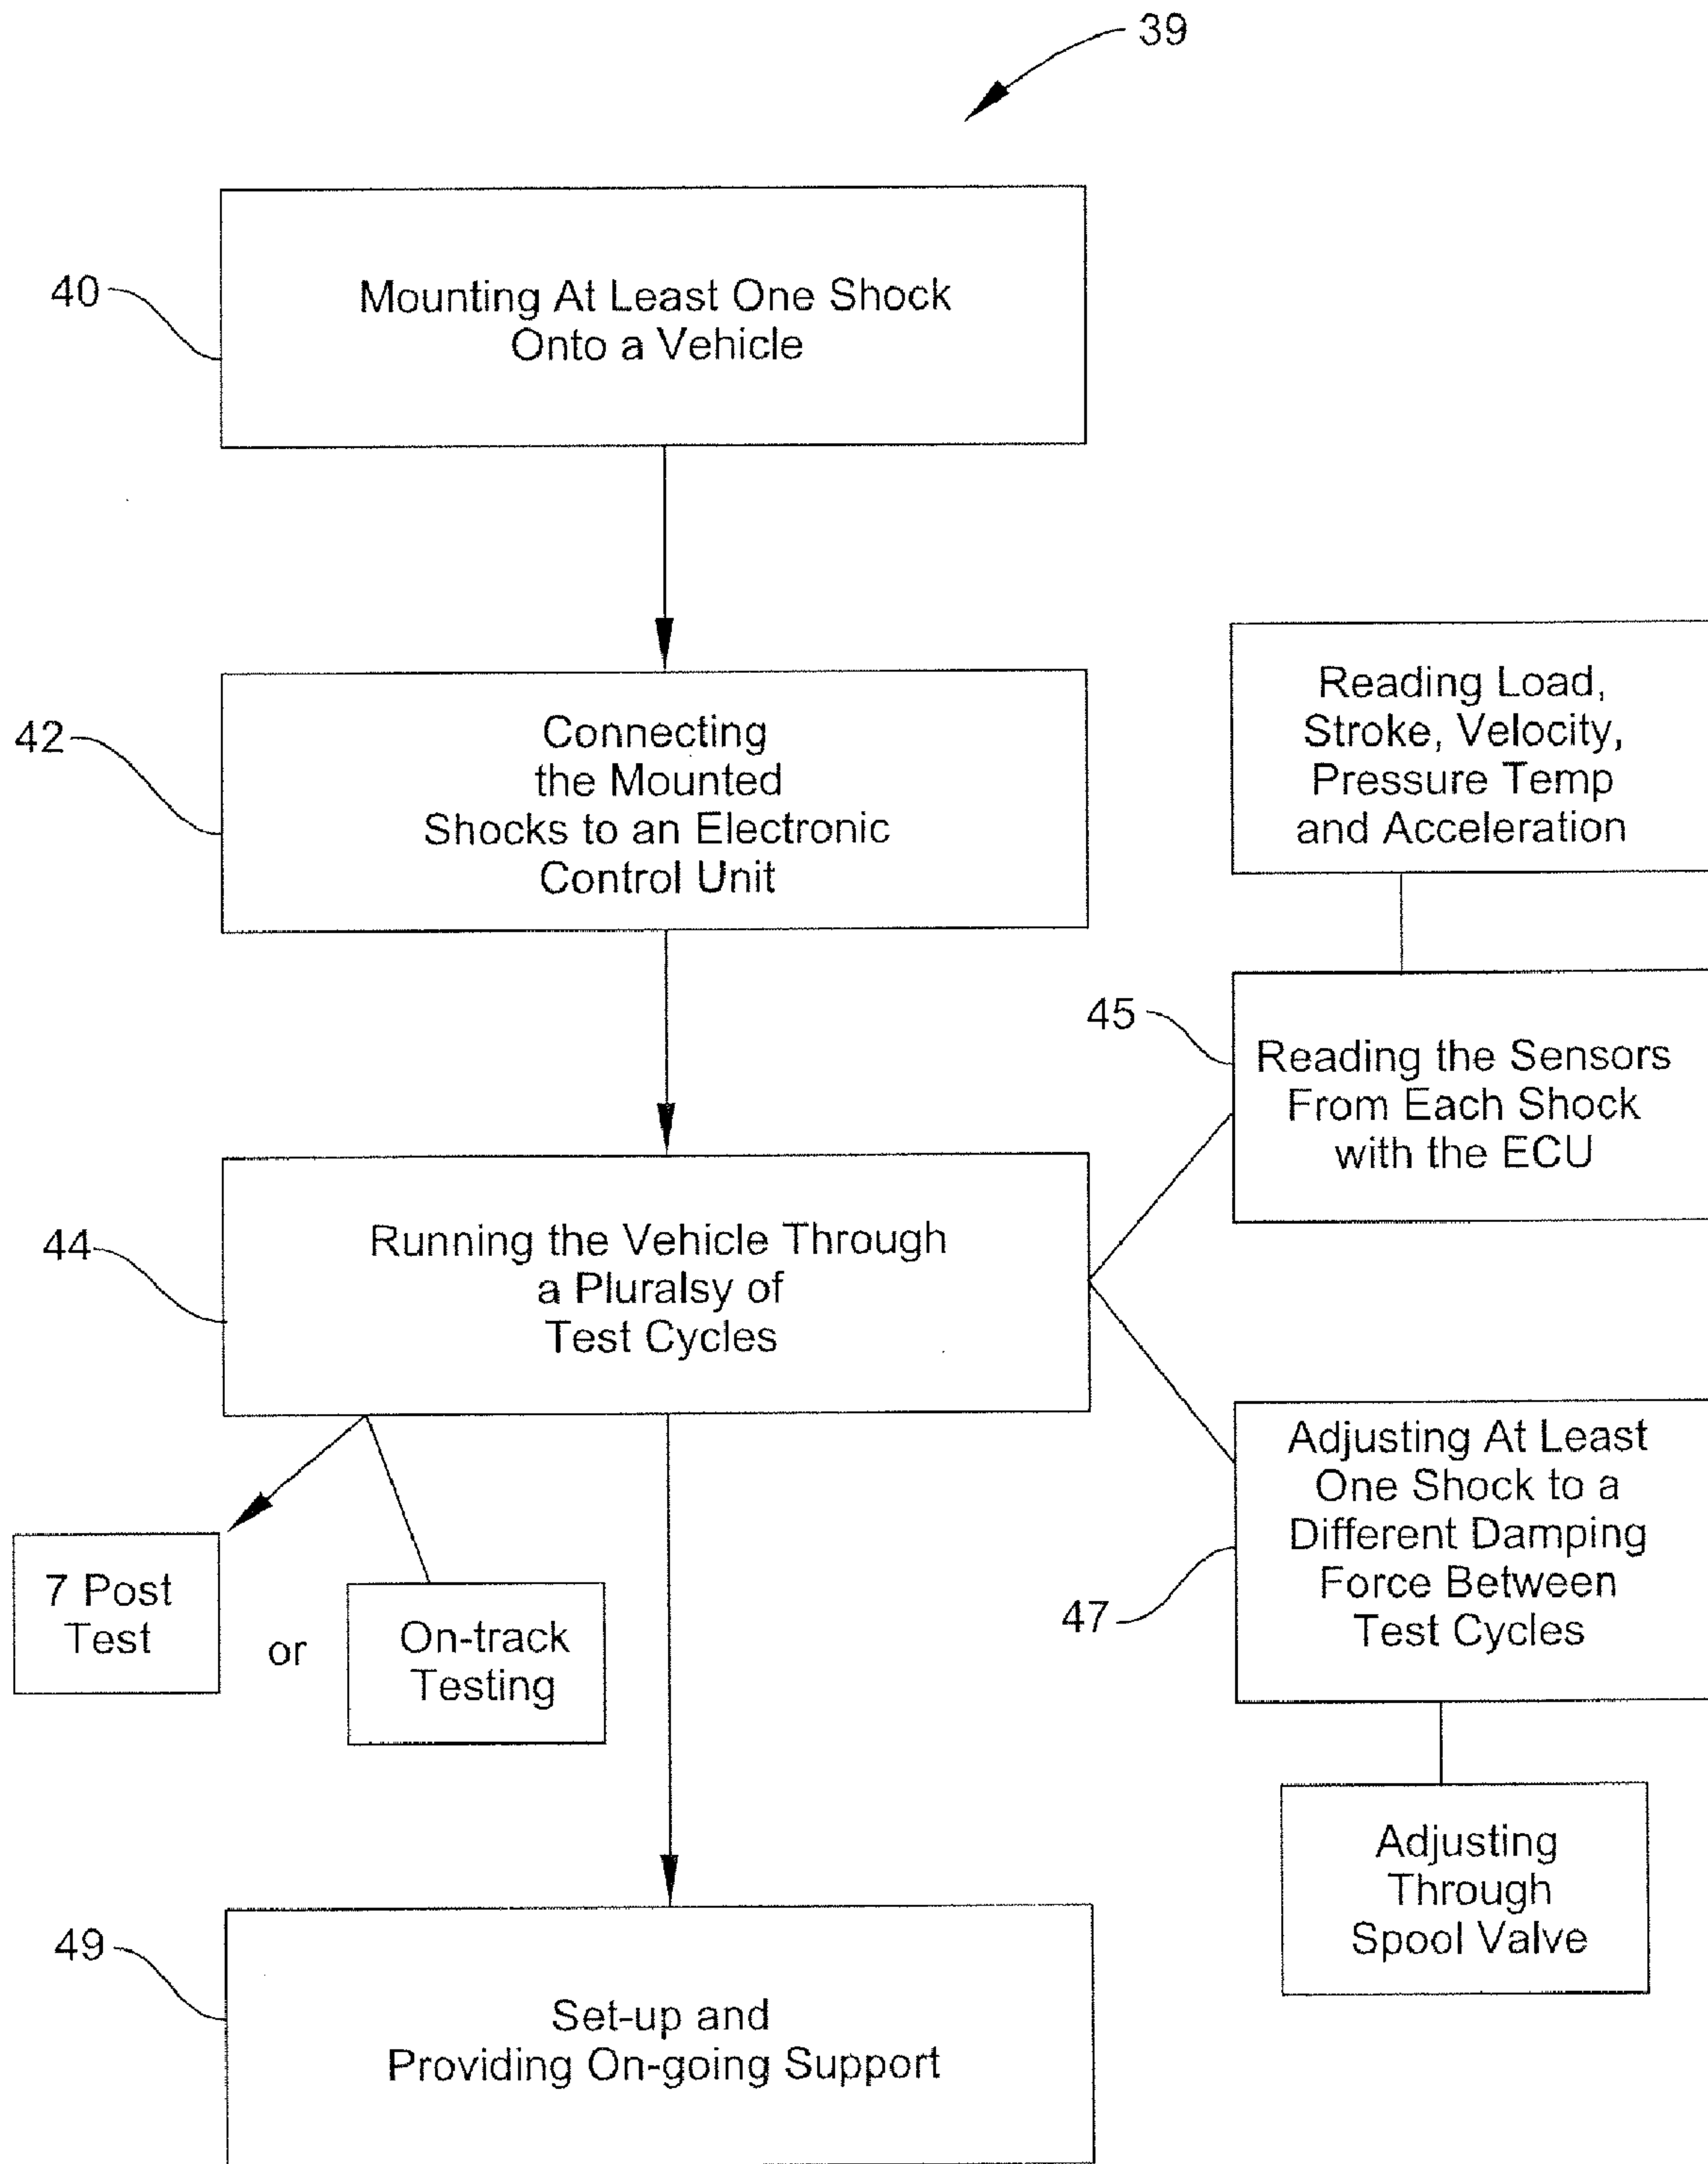 39
40
Mounting At Least One Shock
Onto a Vehicle
42
Connecting
the Mounted
Shocks to an Electronic
Control Unit
Reading Load,
Stroke, Velocity,
Pressure Temp
and Acceleration
45
Reading the Sensors
From Each Shock
with the ECU
44
Running the Vehicle Through
a Pluralsy of
Test Cycles
47
Adjusting At Least
One Shock to a
Different Damping
Force Between
Test Cycles
7 Post
Test
or
On-track
Testing
Adjusting
Through
Spool Valve
49
Set-up and
Providing On-going Support